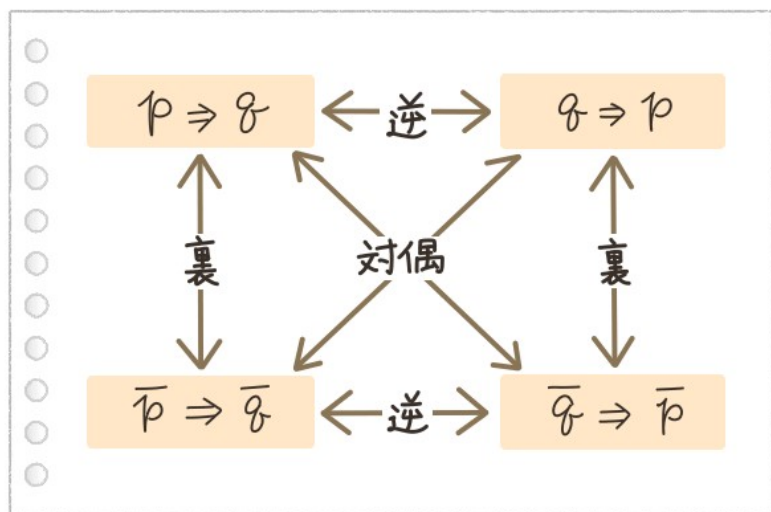 p ⇒ q 逆 q ⇒ p
裏 対偶 裏
p̅ ⇒ q̅ 逆 q̅ ⇒ p̅